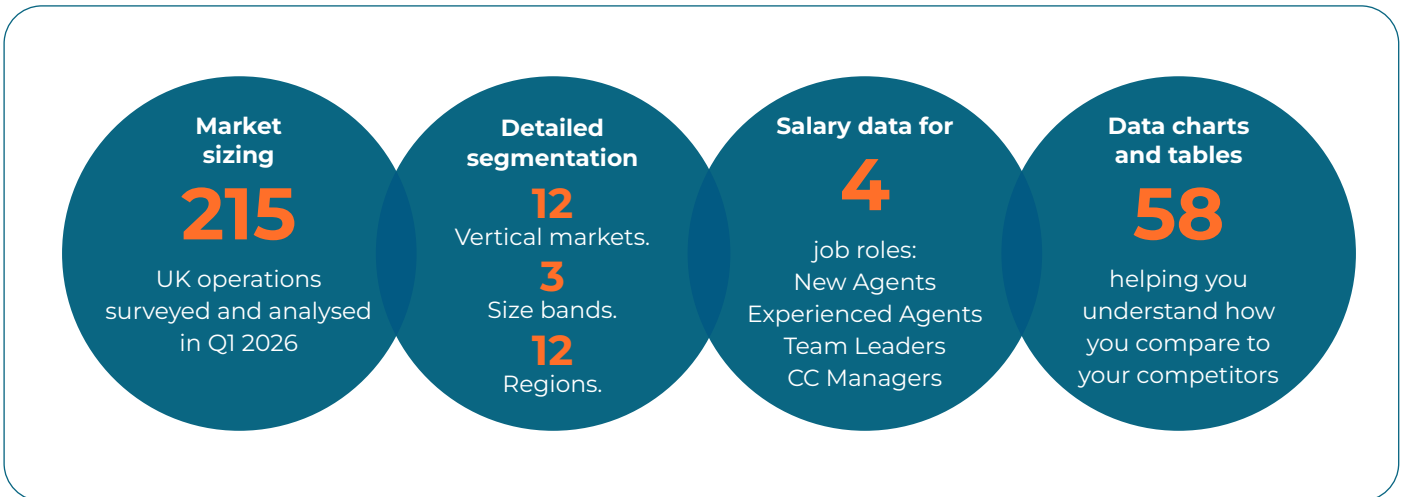 Market
sizing
215
UK operations
surveyed and analysed
in Q1 2026
Detailed
segmentation
12
Vertical markets.
3
Size bands.
12
Regions.
Salary data for
4
job roles:
New Agents
Experienced Agents
Team Leaders
CC Managers
Data charts
and tables
58
helping you
understand how
you compare to
your competitors